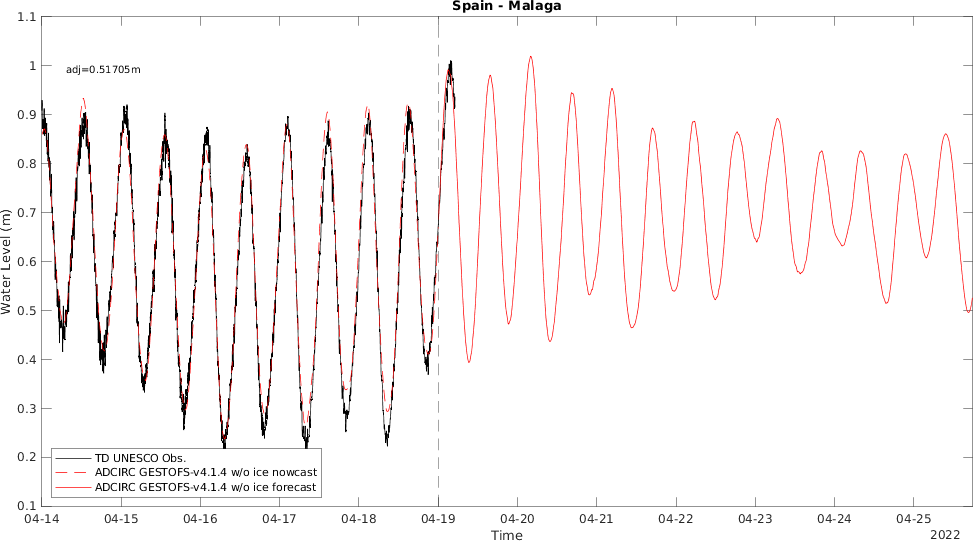 Spain - Malaga
1.1
1
0.9
0.8
0.7
0.6
0.5
0.4
0.3
0.2
0.1
Water Level (m)
adj=0.51705m
TD UNESCO Obs.
ADCIRC GESTOFS-v4.1.4 w/o ice nowcast
ADCIRC GESTOFS-v4.1.4 w/o ice forecast
04-14 04-15 04-16 04-17 04-18 04-19 04-20 04-21 04-22 04-23 04-24 04-25
Time
2022